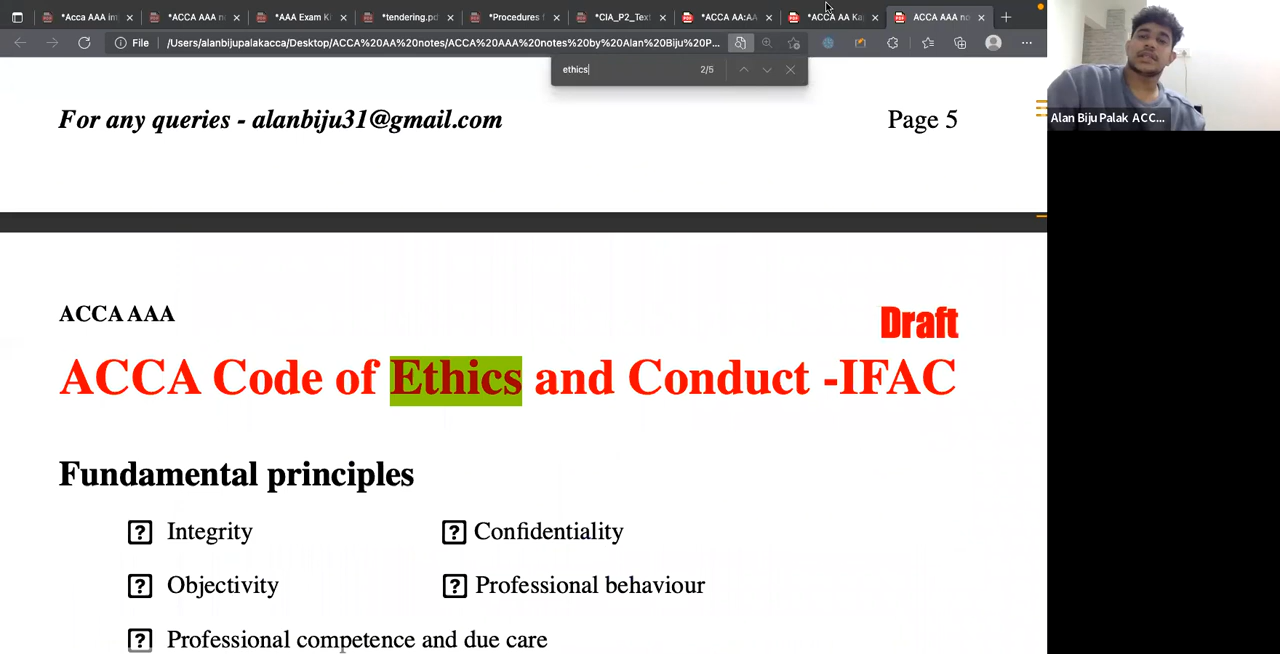 *Acca AAA in
*ACCA AAA n
*AAA Exam K
*tendering.pd
*Procedures f
*CIA_P2_Text
*ACCA AA:AA
*ACCA AA Ka
ACCA AAA no
File /Users/alanbijupalakacca/Desktop/ACCA%20AA%20notes/ACCA%20AAA%20notes%20by%20Alan%20Biju%20P...
ethics 2/5
Alan Biju Palak ACC...
For any queries - alanbiju31@gmail.com Page 5
ACCA AAA Draft
ACCA Code of Ethics and Conduct -IFAC
Fundamental principles
? Integrity ? Confidentiality
? Objectivity ? Professional behaviour
? Professional competence and due care